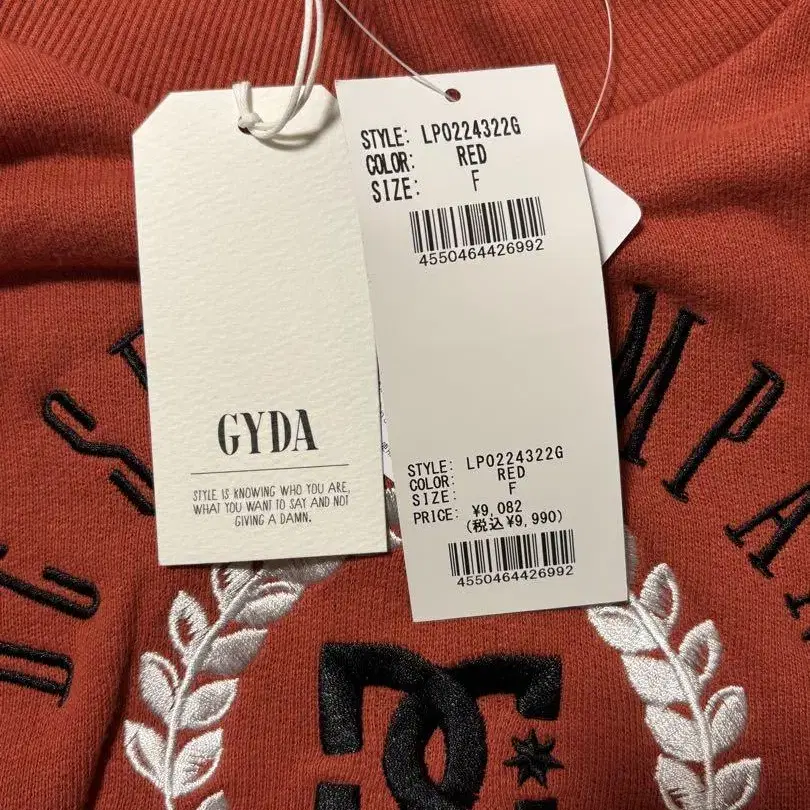 GYDA
STYLE IS KNOWING WHO YOU ARE,
WHAT YOU WANT TO SAY AND NOT
GIVING A DAMN.
STYLE: LP0224322G
COLOR: RED
SIZE: F
4550464426992
STYLE: LP0224322G
COLOR: RED
SIZE: F
PRICE: ¥9,082
(税込¥9,990)
4550464426992
DC